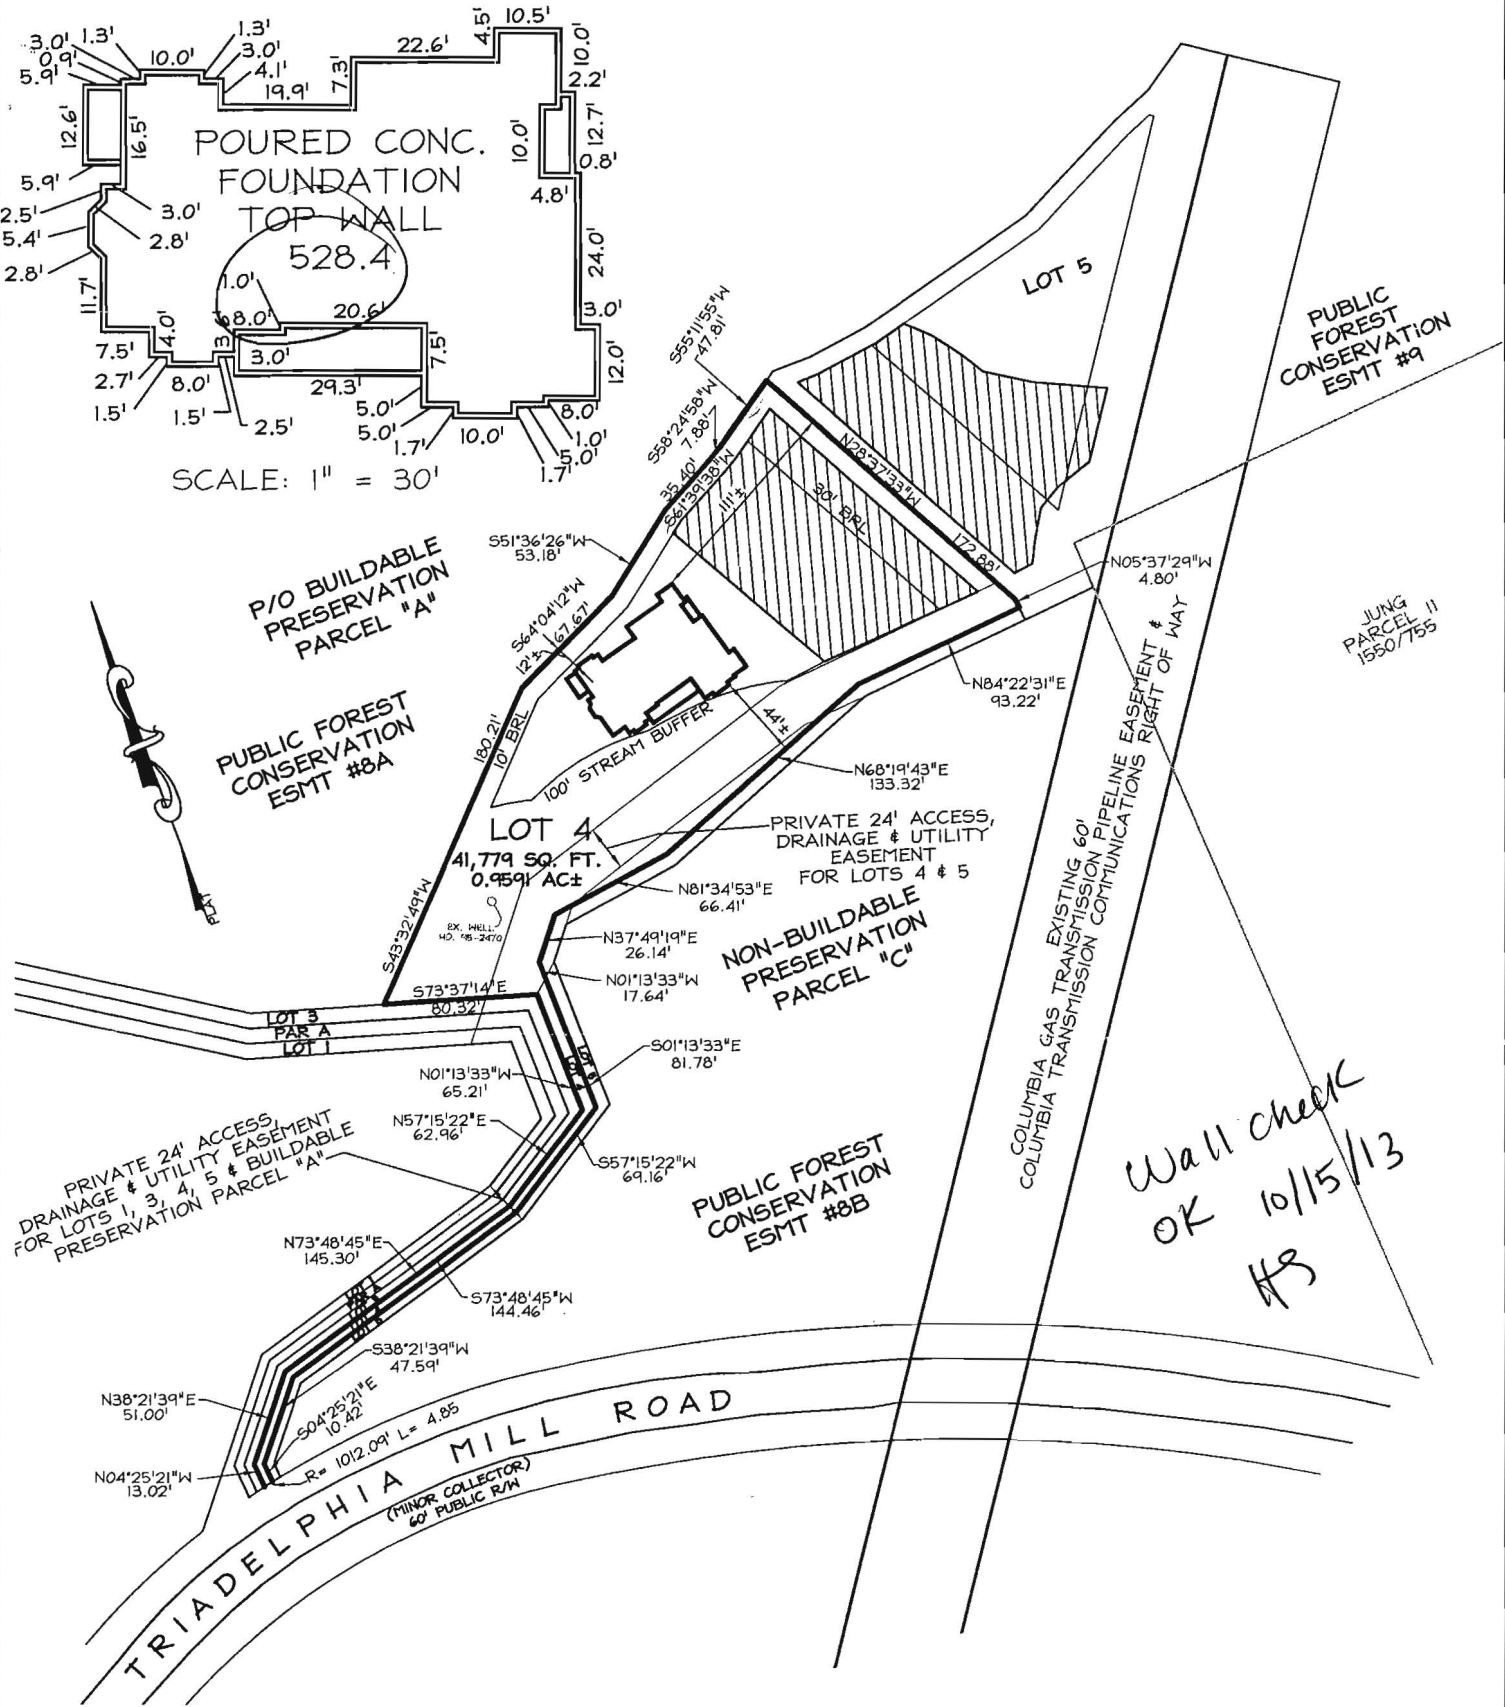 10.5'
4.5'
10.0'
22.6'
7.3'
2.2'
1.3'
3.0'
1.3'
10.0'
3.0'
0.9'
4.1'
5.9'
19.9'
12.6'
16.5'
10.0'
12.7'
0.8'
4.8'
POURED CONC.
FOUNDATION
TOP WALL
528.4
5.9'
2.5'
3.0'
5.4'
2.8'
2.8'
11.7'
24.0'
1.0'
8.0'
20.6'
3.0'
4.0'
7.5'
3.0'
7.5'
12.0'
2.7'
8.0'
29.3'
1.5'
1.5'
2.5'
5.0'
5.0'
1.7'
10.0'
8.0'
1.0'
5.0'
1.7'
SCALE: 1" = 30'
LOT 5
PUBLIC
FOREST
CONSERVATION
ESMT #9
S55°11'55"W
47.81'
S58°24'58"W
7.88'
35.40'
S61°39'38"W
111'±
N28°37'33"W
172.88'
30' BRL
S51°36'26"W
53.18'
N05°37'29"W
4.80'
P/O BUILDABLE
PRESERVATION
PARCEL "A"
S64°04'12"W
67.67'
12'±
JUNG
PARCEL 11
1550/755
N84°22'31"E
93.22'
PUBLIC FOREST
CONSERVATION
ESMT #8A
180.21'
10' BRL
100' STREAM BUFFER
44'±
N68°19'43"E
133.32'
LOT 4
41,779 SQ. FT.
0.9591 AC±
PRIVATE 24' ACCESS,
DRAINAGE & UTILITY
EASEMENT
FOR LOTS 4 & 5
PLAT
S43°32'49"W
EX. WELL
HO. 95-2470
N81°34'53"E
66.41'
NON-BUILDABLE
PRESERVATION
PARCEL "C"
N37°49'19"E
26.14'
N01°13'33"W
17.64'
S73°37'14"E
80.32'
LOT 3
PAR A
LOT 1
LOT 6
S01°13'33"E
81.78'
N01°13'33"W
65.21'
N57°15'22"E
62.96'
COLUMBIA GAS TRANSMISSION PIPELINE EASEMENT &
EXISTING 60'
COLUMBIA TRANSMISSION COMMUNICATIONS RIGHT OF WAY
PRIVATE 24' ACCESS,
DRAINAGE & UTILITY EASEMENT
FOR LOTS 1, 3, 4, 5 & BUILDABLE
PRESERVATION PARCEL "A"
S57°15'22"W
69.16'
PUBLIC FOREST
CONSERVATION
ESMT #8B
Wall check
OK 10/15/13
HS
N73°48'45"E
145.30'
S73°48'45"W
144.46'
S38°21'39"W
47.59'
N38°21'39"E
51.00'
S04°25'21"E
10.42'
R= 1012.09' L= 4.85
N04°25'21"W
13.02'
TRIADELPHIA MILL ROAD
(MINOR COLLECTOR)
60' PUBLIC R/W